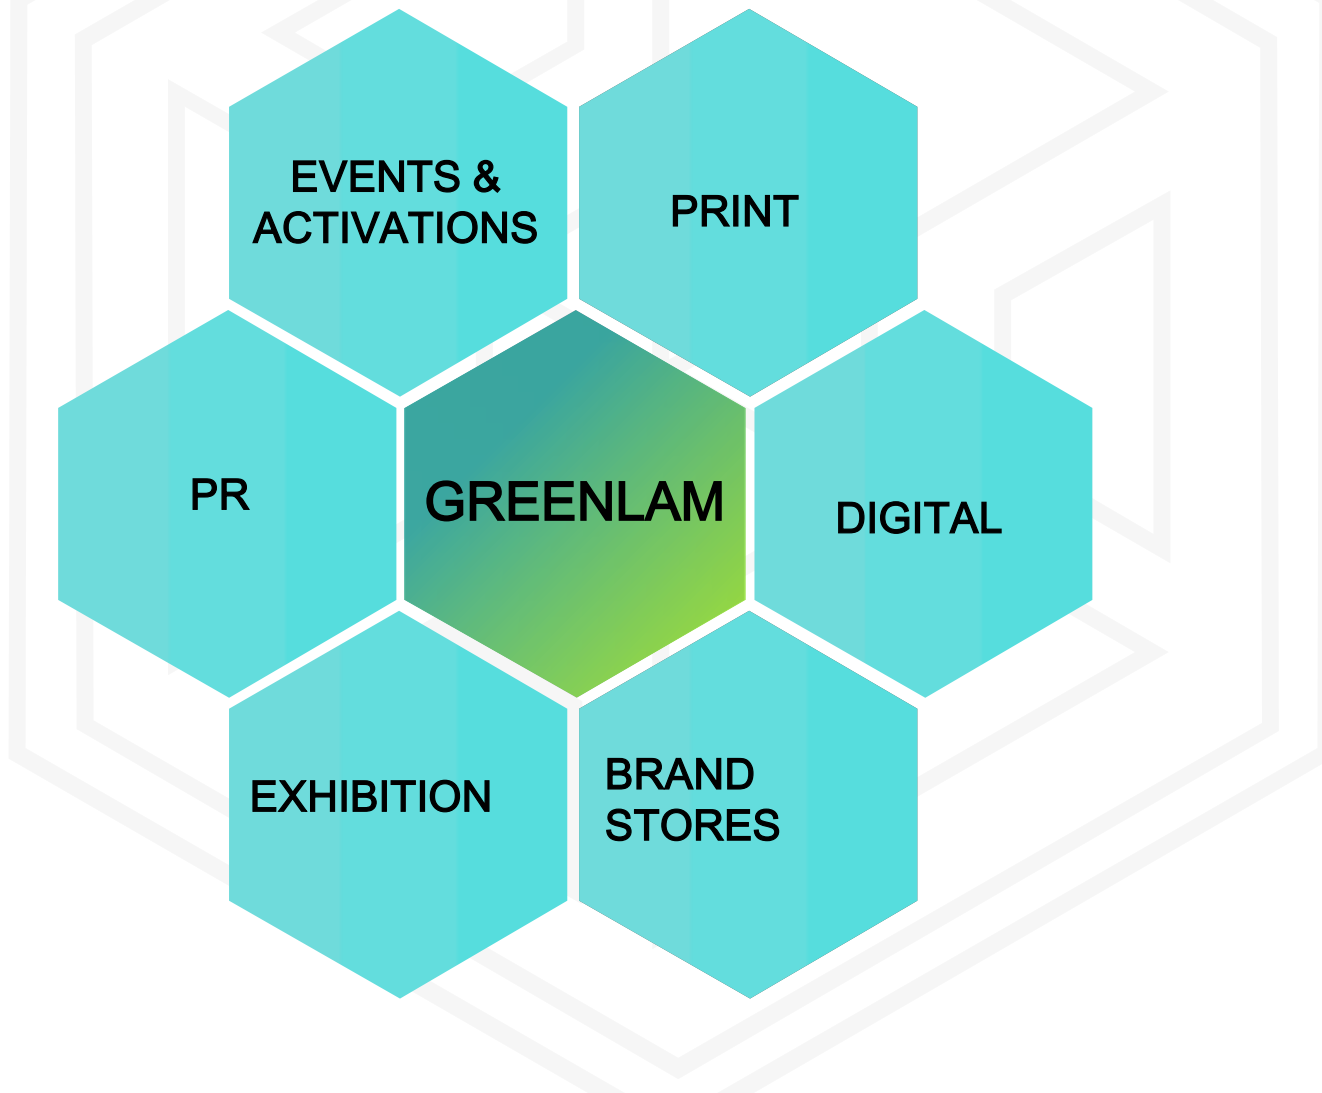 EVENTS &
ACTIVATIONS
PRINT
PR
GREENLAM
DIGITAL
EXHIBITION
BRAND
STORES